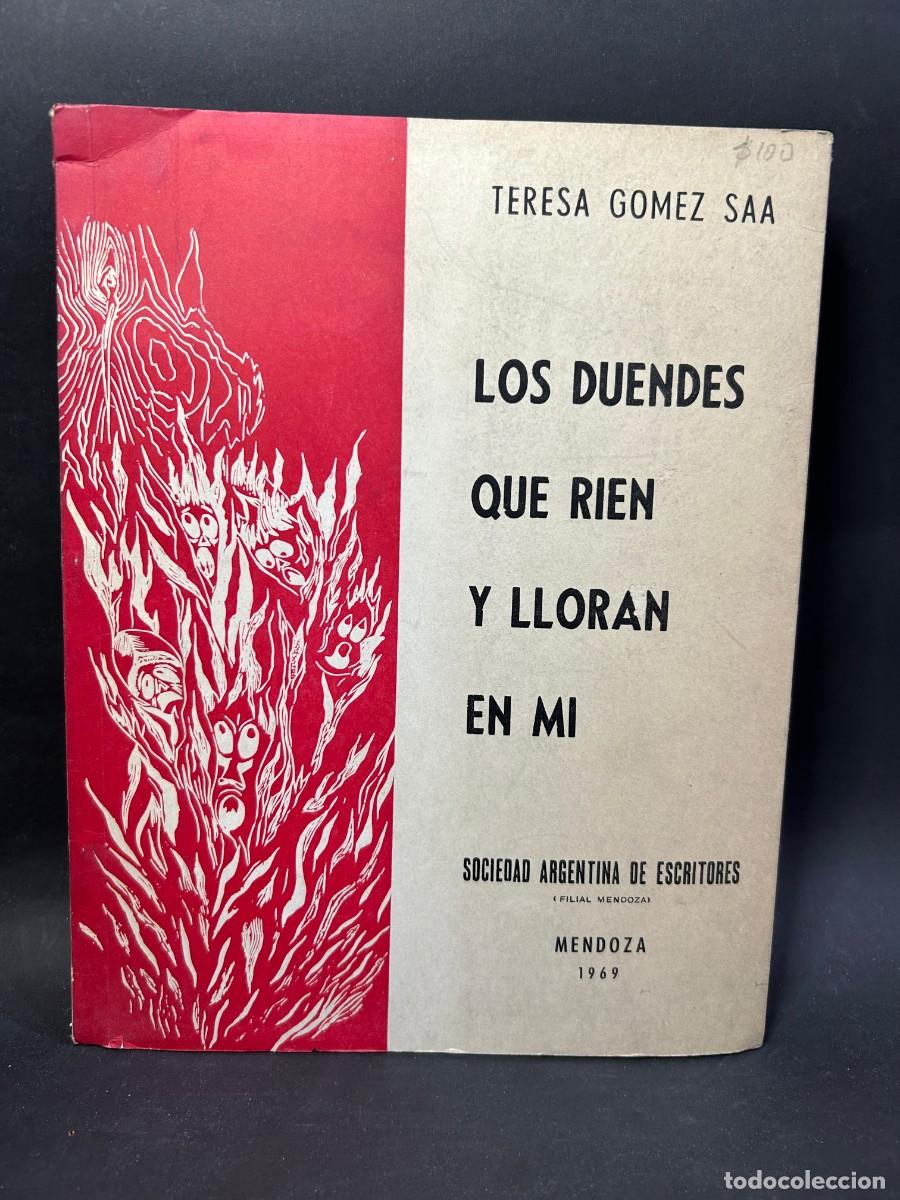 $100
TERESA GOMEZ SAA
LOS DUENDES
QUE RIEN
Y LLORAN
EN MI
SOCIEDAD ARGENTINA DE ESCRITORES
(FILIAL MENDOZA)
MENDOZA
1969
todocoleccion